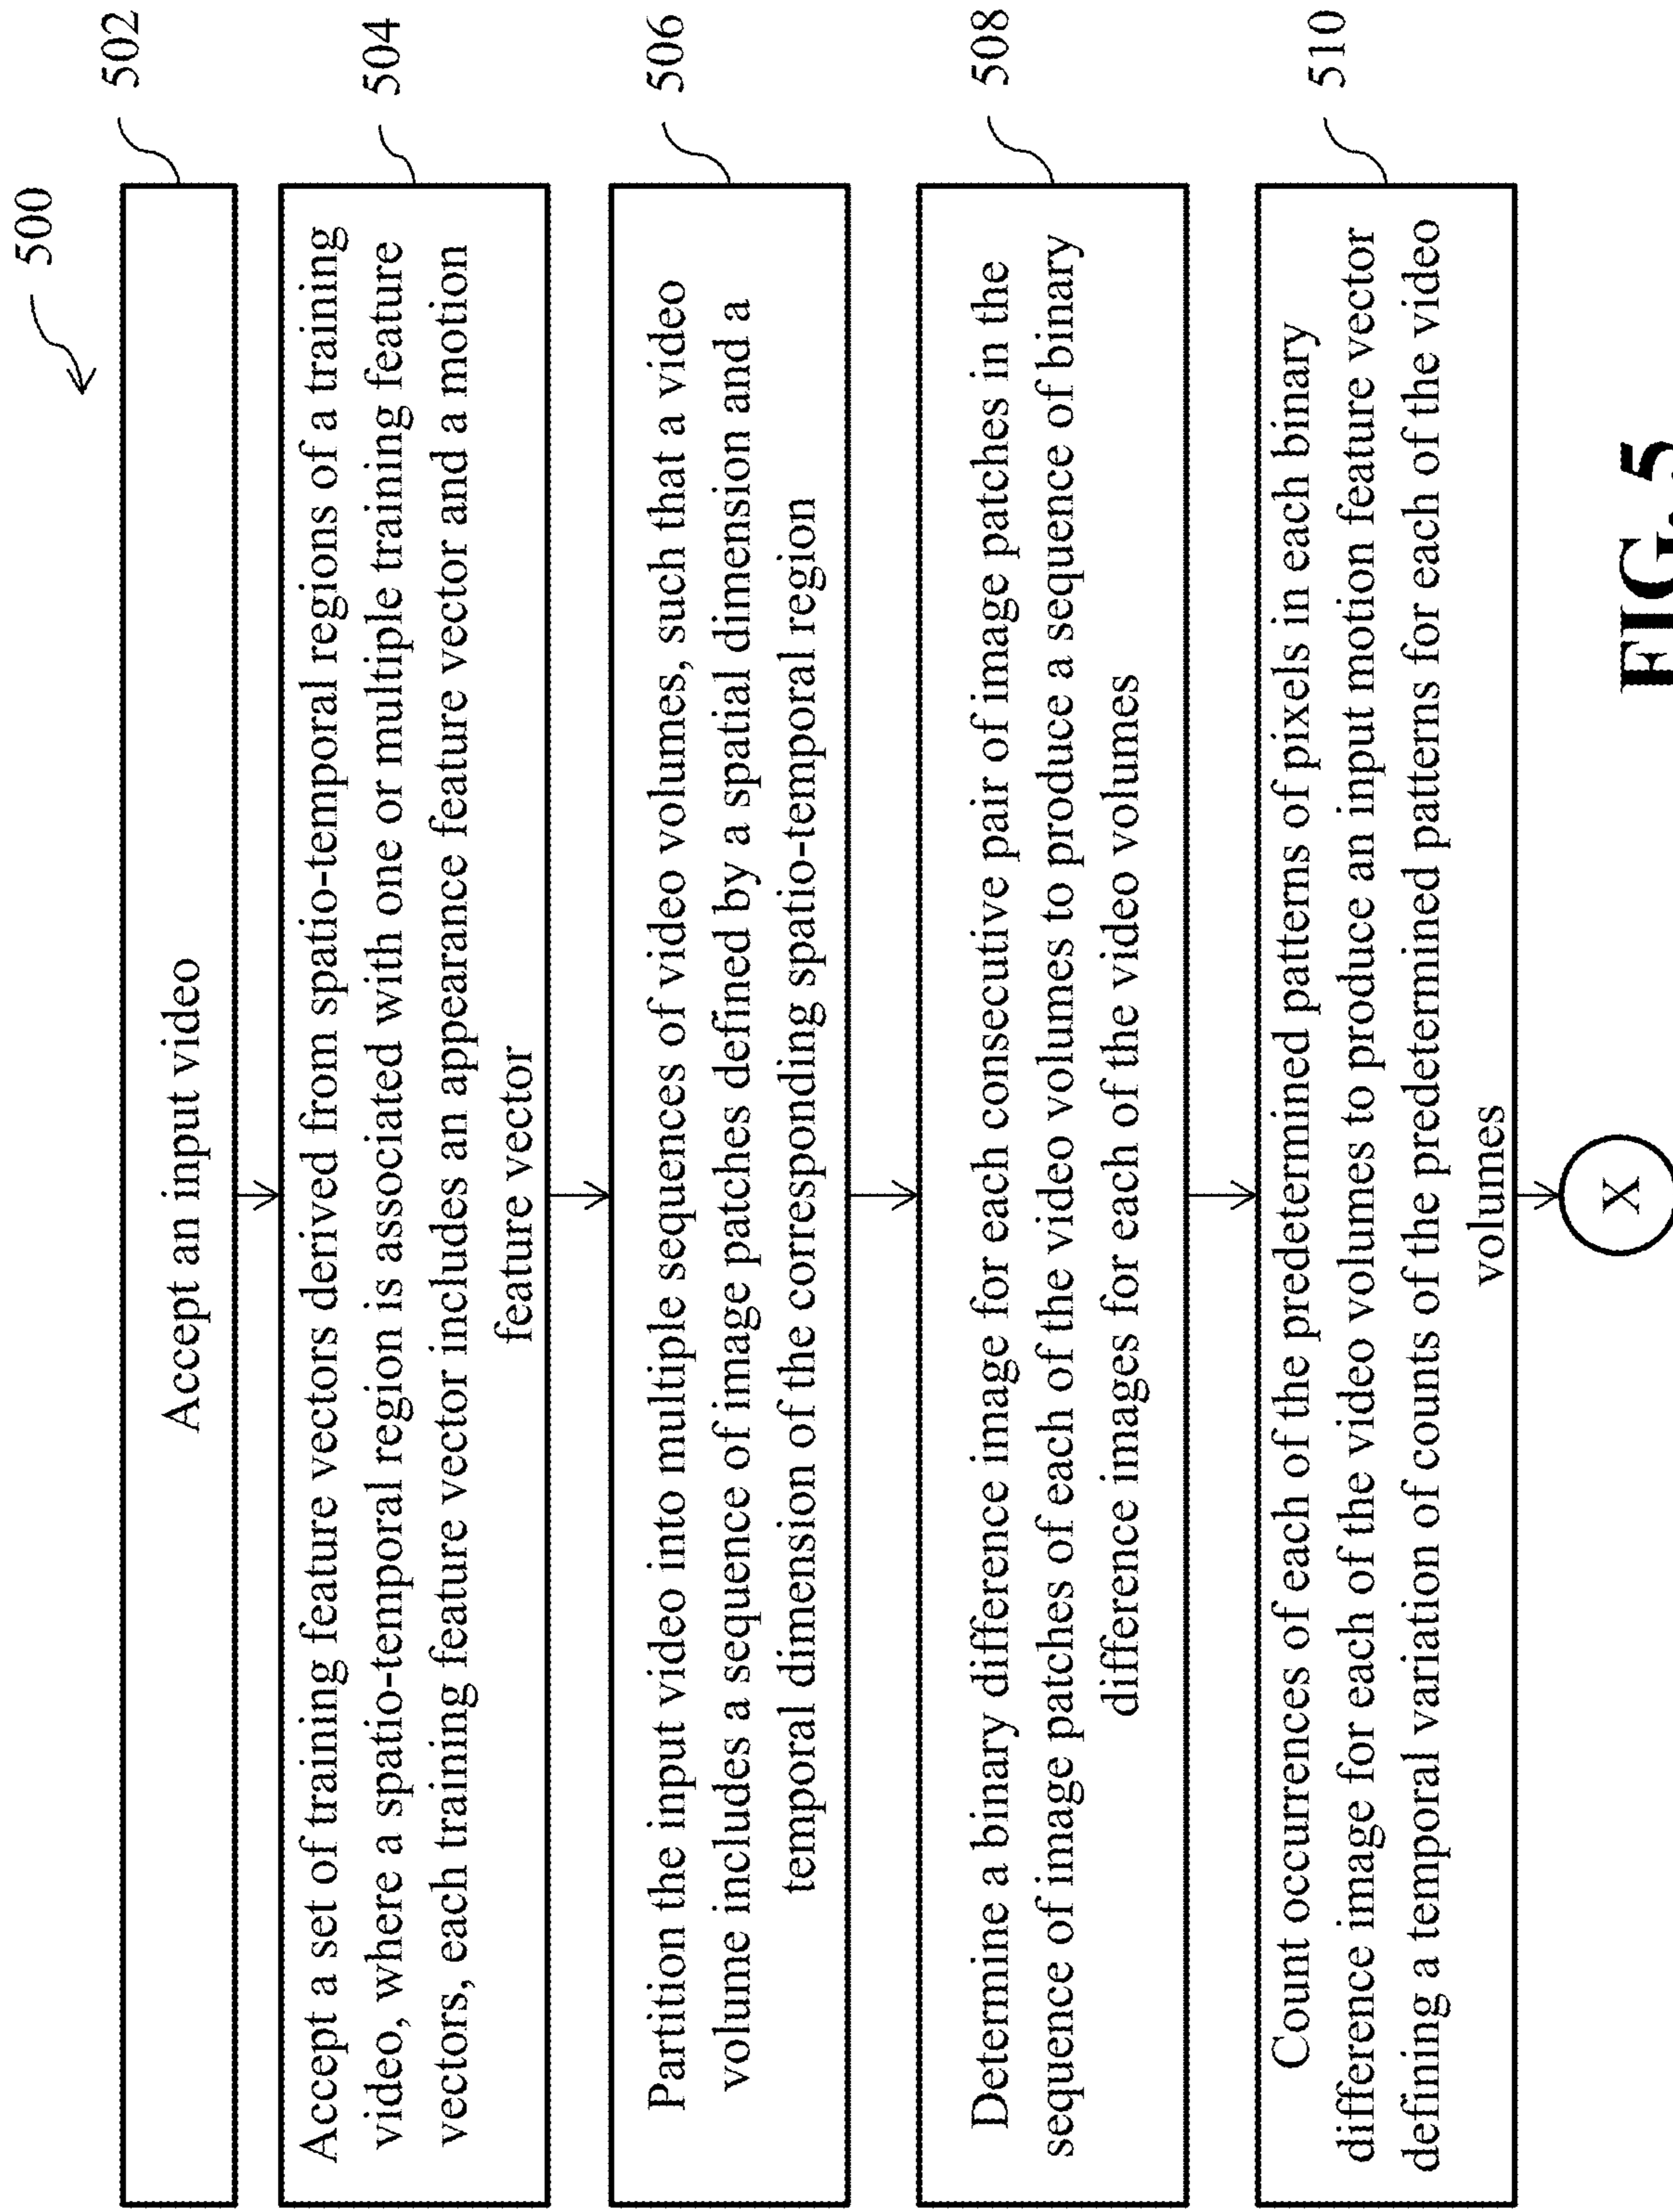 500
502
Accept an input video
504
Accept a set of training feature vectors derived from spatio-temporal regions of a training
video, where a spatio-temporal region is associated with one or multiple training feature
vectors, each training feature vector includes an appearance feature vector and a motion
feature vector
506
Partition the input video into multiple sequences of video volumes, such that a video
volume includes a sequence of image patches defined by a spatial dimension and a
temporal dimension of the corresponding spatio-temporal region
508
Determine a binary difference image for each consecutive pair of image patches in the
sequence of image patches of each of the video volumes to produce a sequence of binary
difference images for each of the video volumes
510
Count occurrences of each of the predetermined patterns of pixels in each binary
difference image for each of the video volumes to produce an input motion feature vector
defining a temporal variation of counts of the predetermined patterns for each of the video
volumes
X
FIG. 5